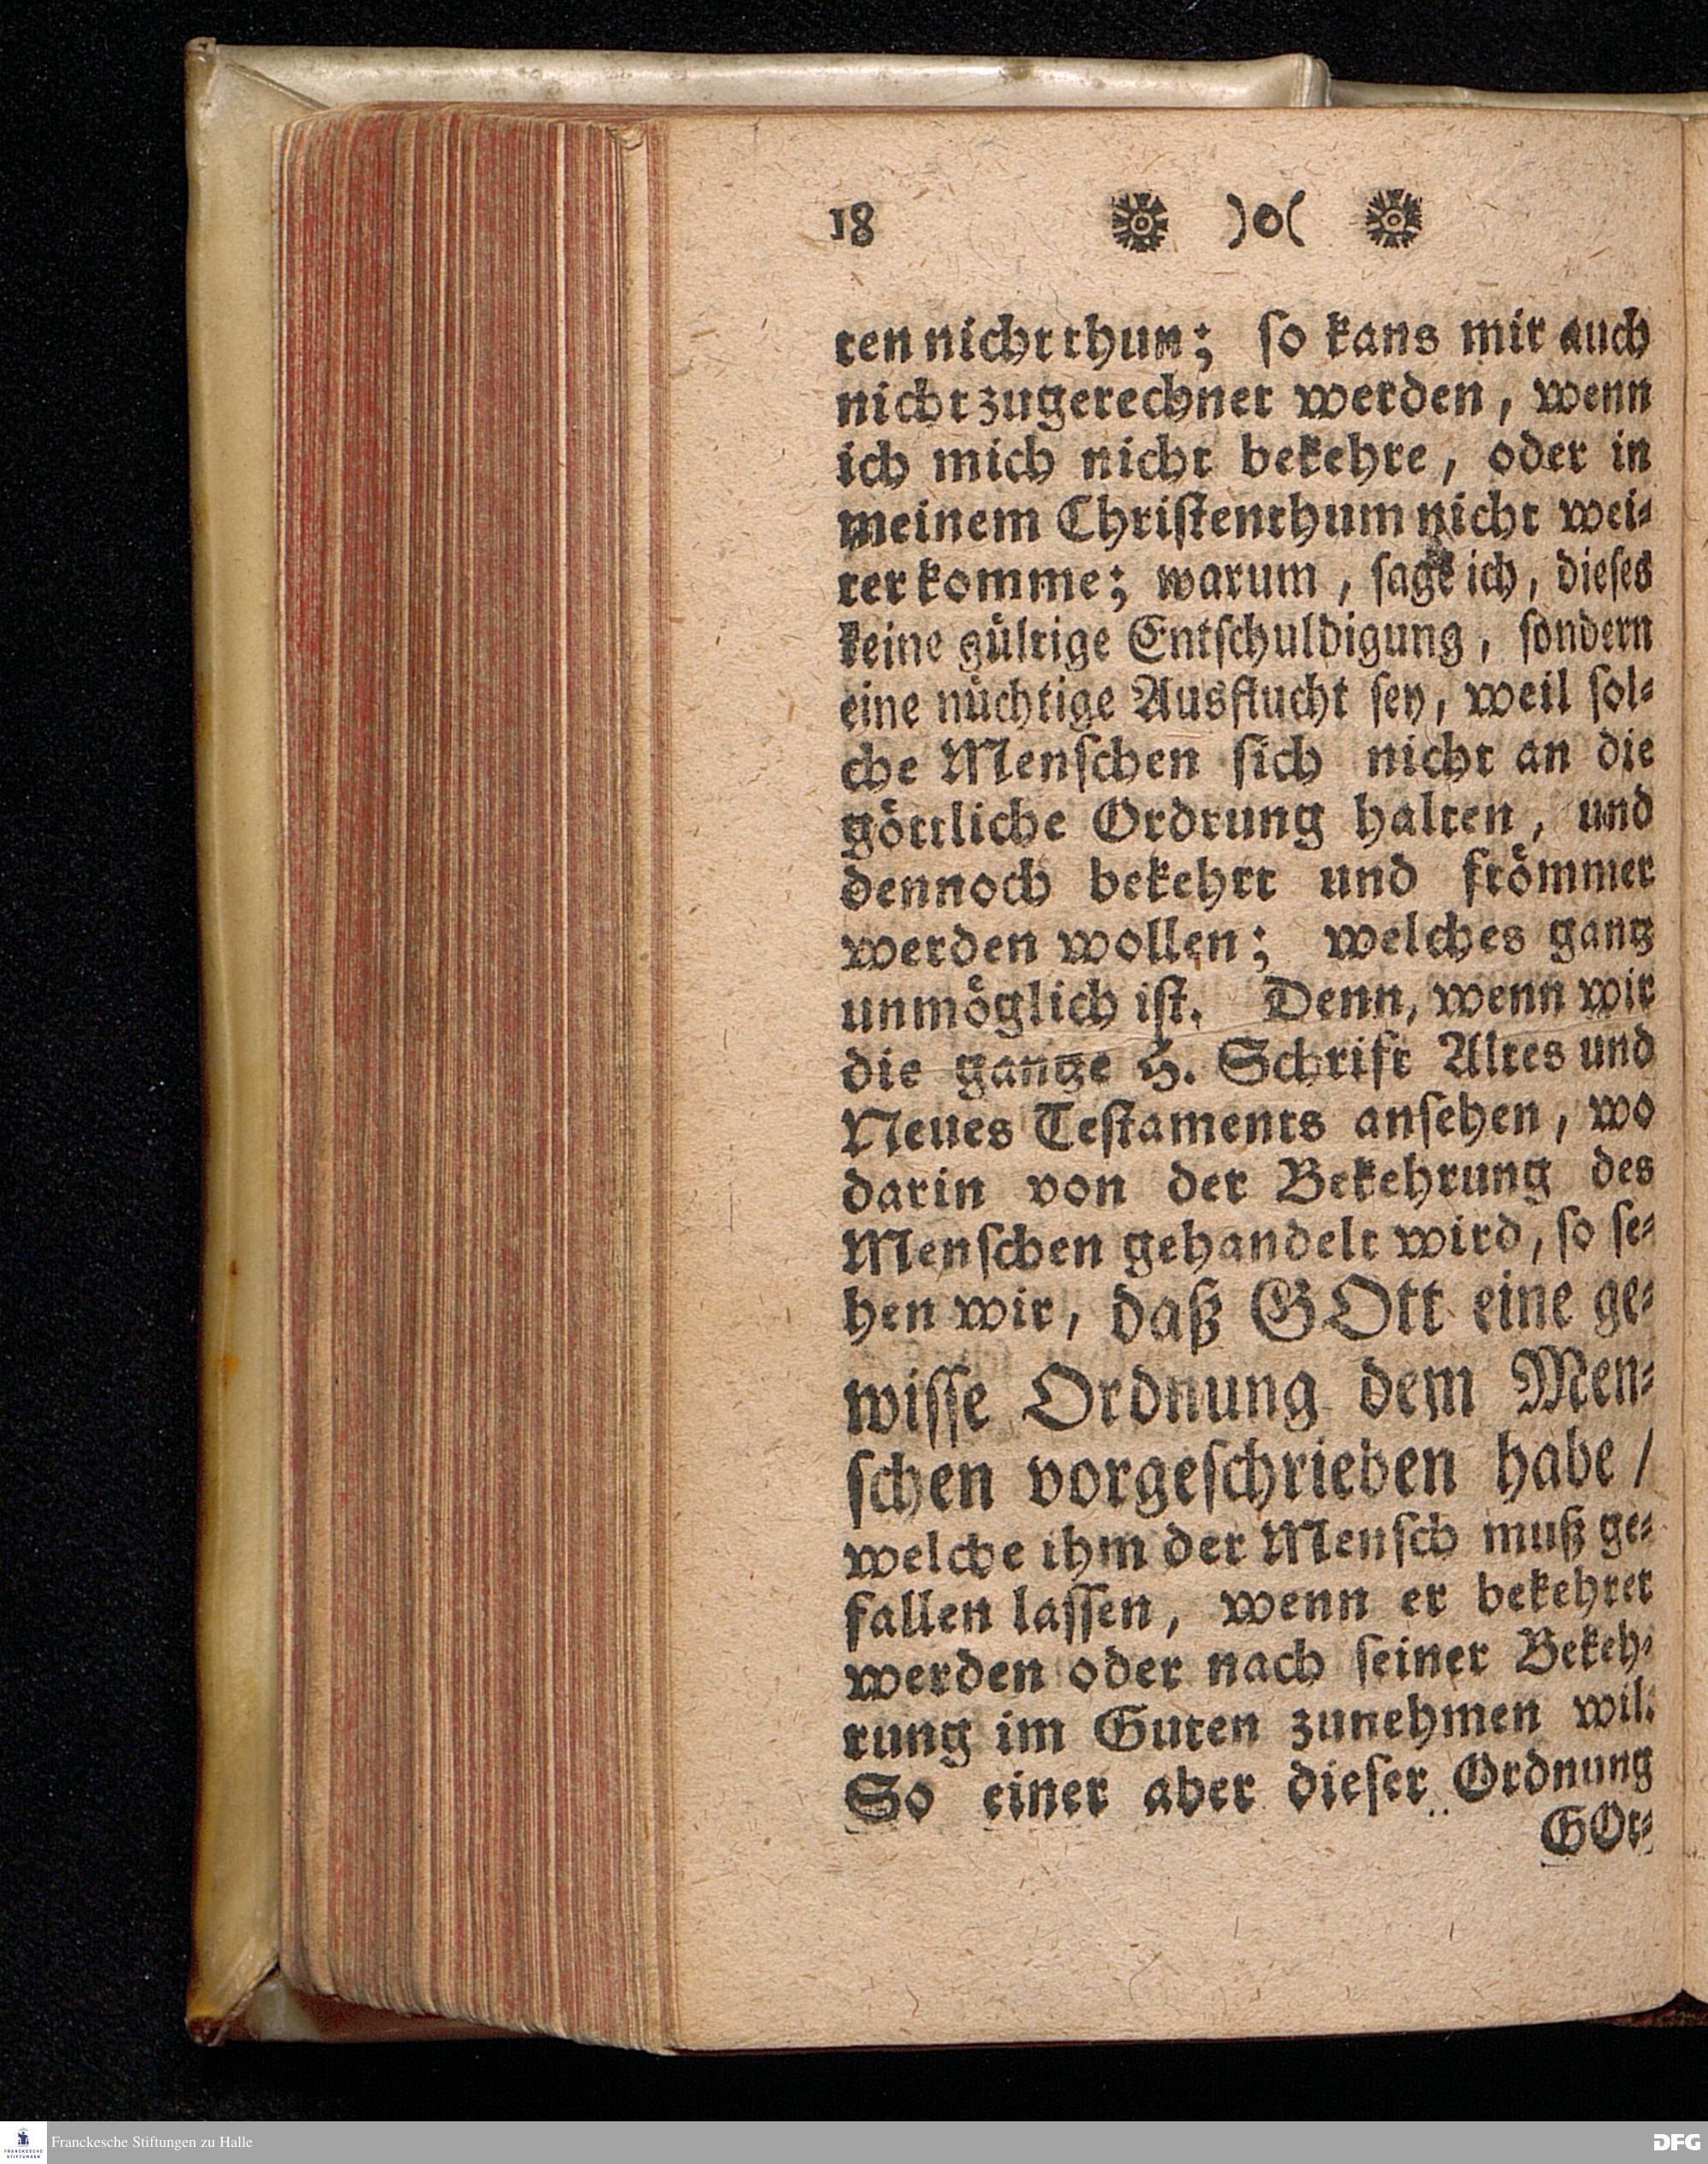 18 )o(
ten nicht thun; so kans mir auch
nicht zugerechnet werden, wenn
ich mich nicht bekehre, oder in
meinem Christenthum nicht wei-
ter komme; warum, sage ich, dieses
keine gültige Entschuldigung, sondern
eine nüchtige Ausflucht sey, weil sol-
che Menschen sich nicht an die
göttliche Ordrung halten, und
dennoch bekehrt und frömmer
werden wollen; welches gantz
unmöglich ist. Denn, wenn wir
die gantze H. Schrift Altes und
Neues Testaments ansehen, wo
darin von der Bekehrung des
Menschen gehandelt wird, so se-
hen wir, daß GOtt eine ge-
wisse Ordnung dem Men-
schen vorgeschrieben habe /
welche ihm der Mensch muß ge-
fallen lassen, wenn er bekehret
werden oder nach seiner Bekeh-
rung im Guten zunehmen wil.
So einer aber dieser Ordnung
GOt-
Franckesche Stiftungen zu Halle
DFG